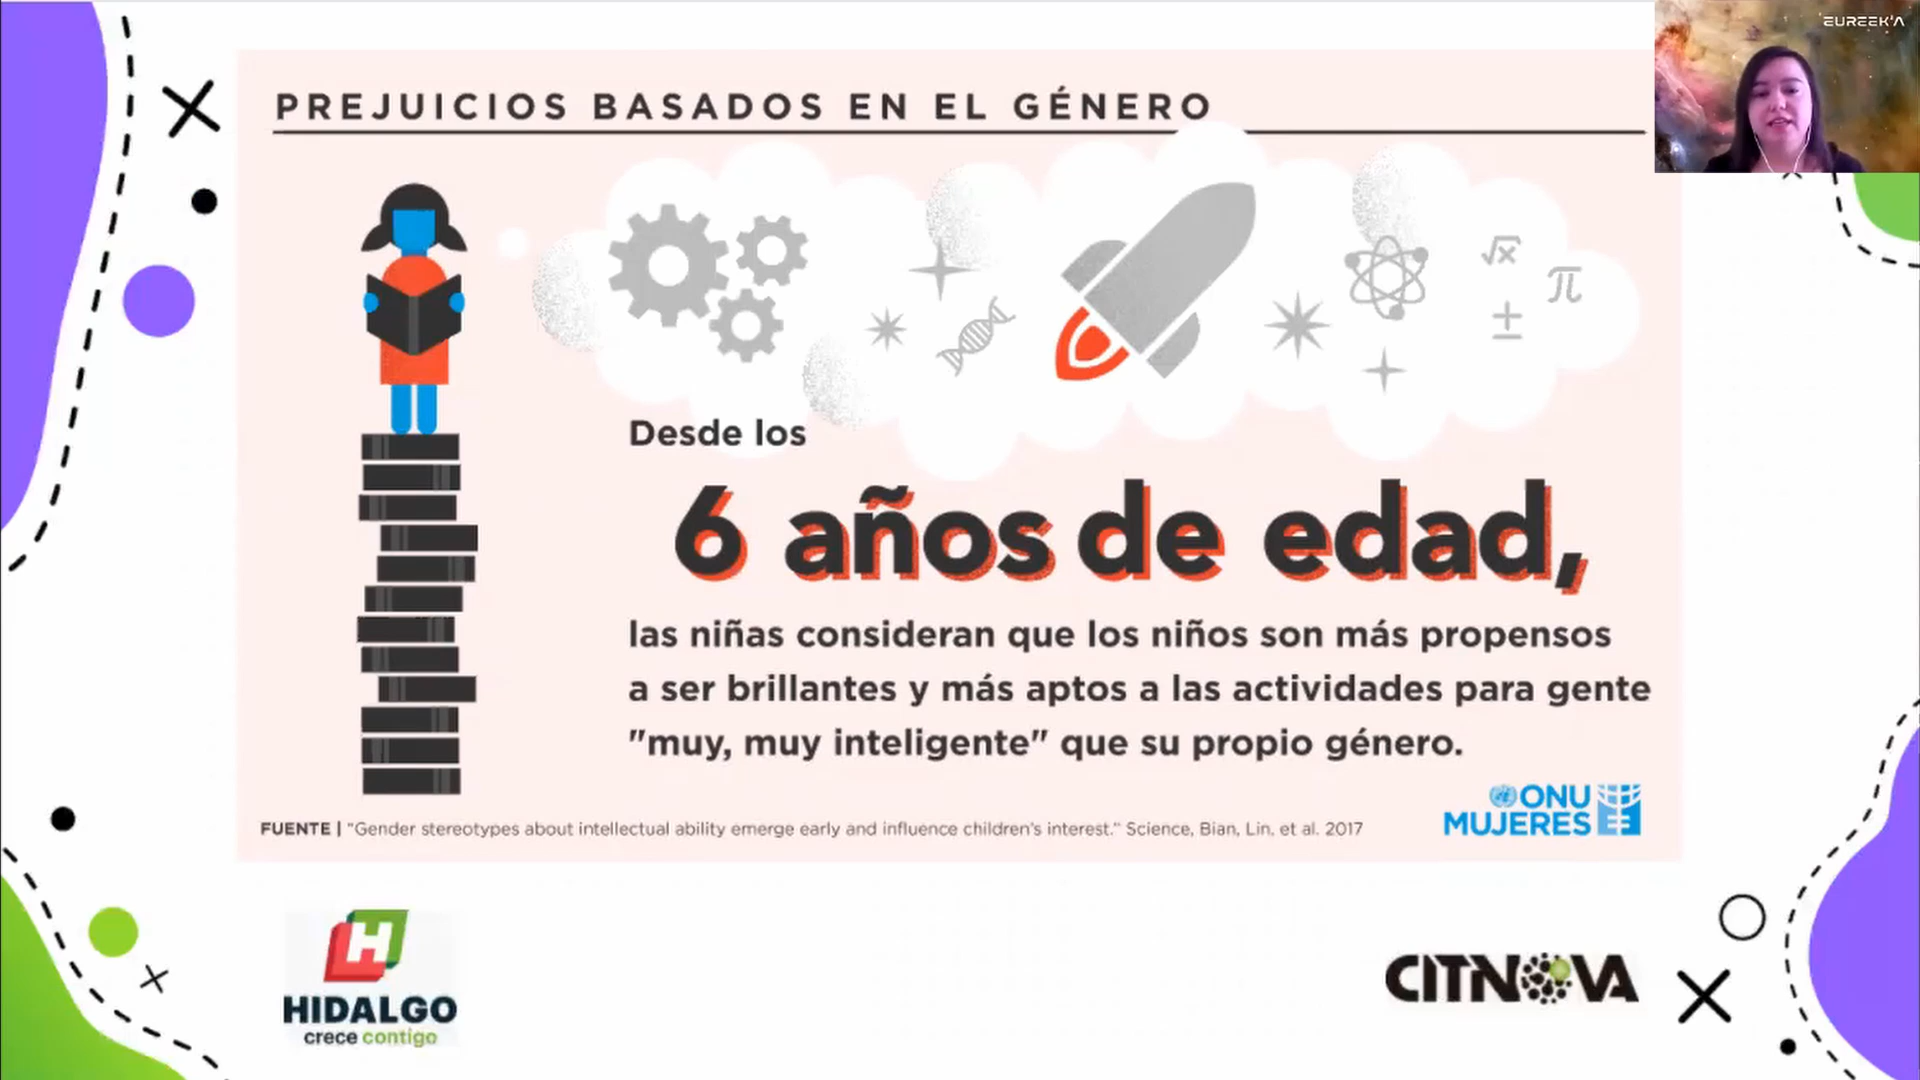 EUREEK'A
PREJUICIOS BASADOS EN EL GÉNERO
√x
π
±
Desde los
6 años de edad,
las niñas consideran que los niños son más propensos
a ser brillantes y más aptos a las actividades para gente
"muy, muy inteligente" que su propio género.
ONU
MUJERES
FUENTE | "Gender stereotypes about intellectual ability emerge early and influence children's interest." Science, Bian, Lin, et al. 2017
H
HIDALGO
crece contigo
CITNOVA